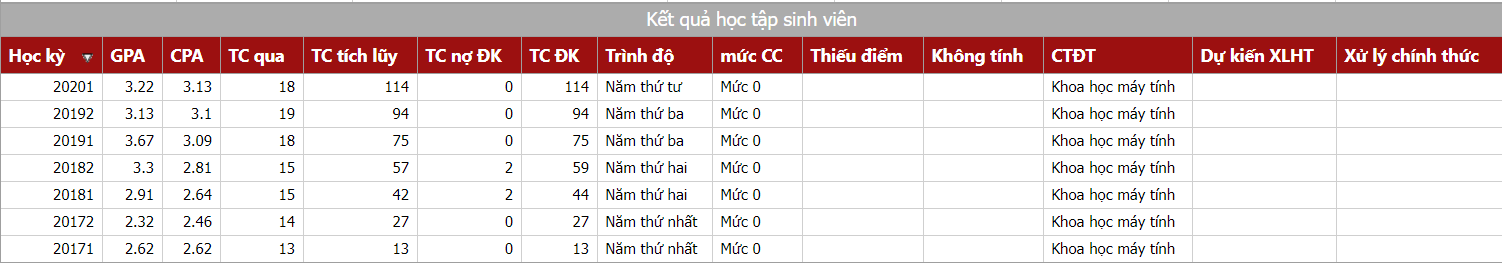 Kết quả học tập sinh viên
Học kỳ GPA CPA TC qua TC tích lũy TC nợ ĐK TC ĐK Trình độ mức CC Thiếu điểm Không tính CTĐT Dự kiến XLHT Xử lý chính thức
20201 3.22 3.13 18 114 0 114 Năm thứ tư Mức 0 Khoa học máy tính
20192 3.13 3.1 19 94 0 94 Năm thứ ba Mức 0 Khoa học máy tính
20191 3.67 3.09 18 75 0 75 Năm thứ ba Mức 0 Khoa học máy tính
20182 3.3 2.81 15 57 2 59 Năm thứ hai Mức 0 Khoa học máy tính
20181 2.91 2.64 15 42 2 44 Năm thứ hai Mức 0 Khoa học máy tính
20172 2.32 2.46 14 27 0 27 Năm thứ nhất Mức 0 Khoa học máy tính
20171 2.62 2.62 13 13 0 13 Năm thứ nhất Mức 0 Khoa học máy tính